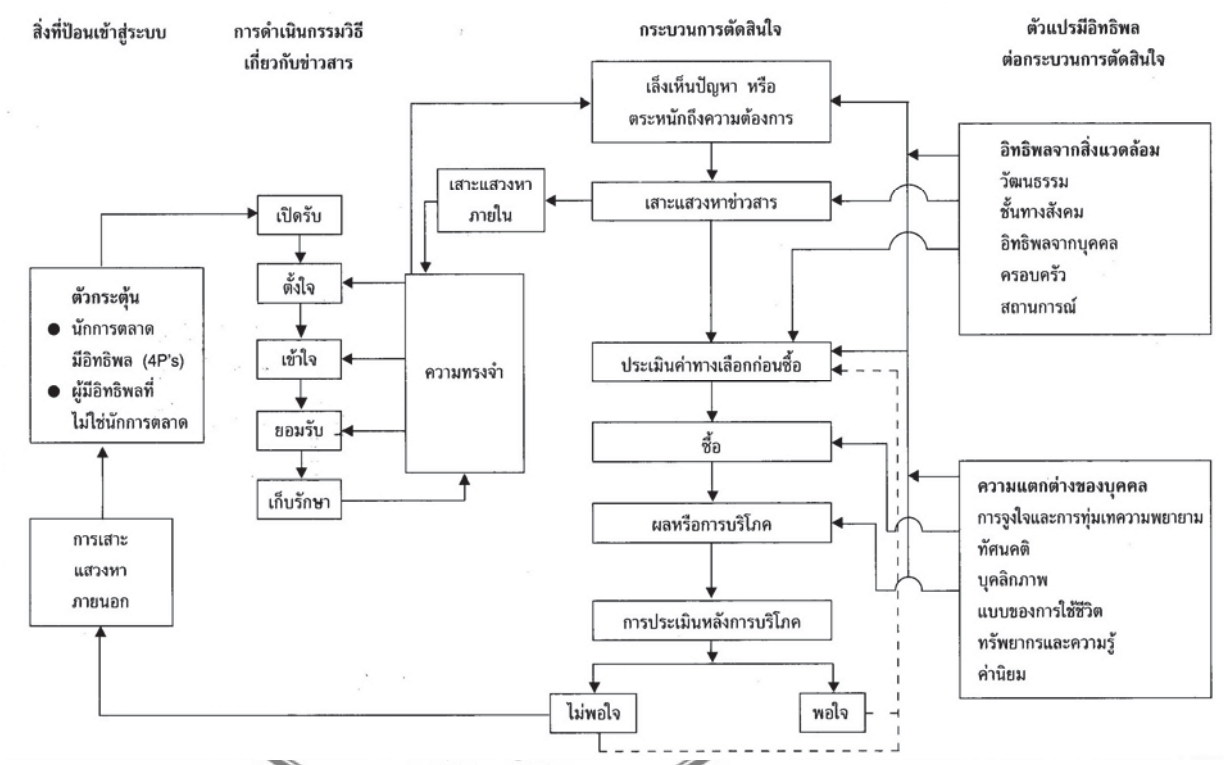 สิ่งที่ป้อนเข้าสู่ระบบ
การดำเนินกรรมวิธี
เกี่ยวกับข่าวสาร
กระบวนการตัดสินใจ
ตัวแปรมีอิทธิพล
ต่อกระบวนการตัดสินใจ
ตัวกระตุ้น
● นักการตลาด
มีอิทธิพล (4P's)
● ผู้มีอิทธิพลที่
ไม่ใช่นักการตลาด
การเสาะ
แสวงหา
ภายนอก
เปิดรับ
ตั้งใจ
เข้าใจ
ยอมรับ
เก็บรักษา
เสาะแสวงหา
ภายใน
ความทรงจำ
เล็งเห็นปัญหา หรือ
ตระหนักถึงความต้องการ
เสาะแสวงหาข่าวสาร
ประเมินค่าทางเลือกก่อนซื้อ
ซื้อ
ผลหรือการบริโภค
การประเมินหลังการบริโภค
ไม่พอใจ
พอใจ
อิทธิพลจากสิ่งแวดล้อม
วัฒนธรรม
ชั้นทางสังคม
อิทธิพลจากบุคคล
ครอบครัว
สถานการณ์
ความแตกต่างของบุคคล
การจูงใจและการทุ่มเทความพยายาม
ทัศนคติ
บุคลิกภาพ
แบบของการใช้ชีวิต
ทรัพยากรและความรู้
ค่านิยม